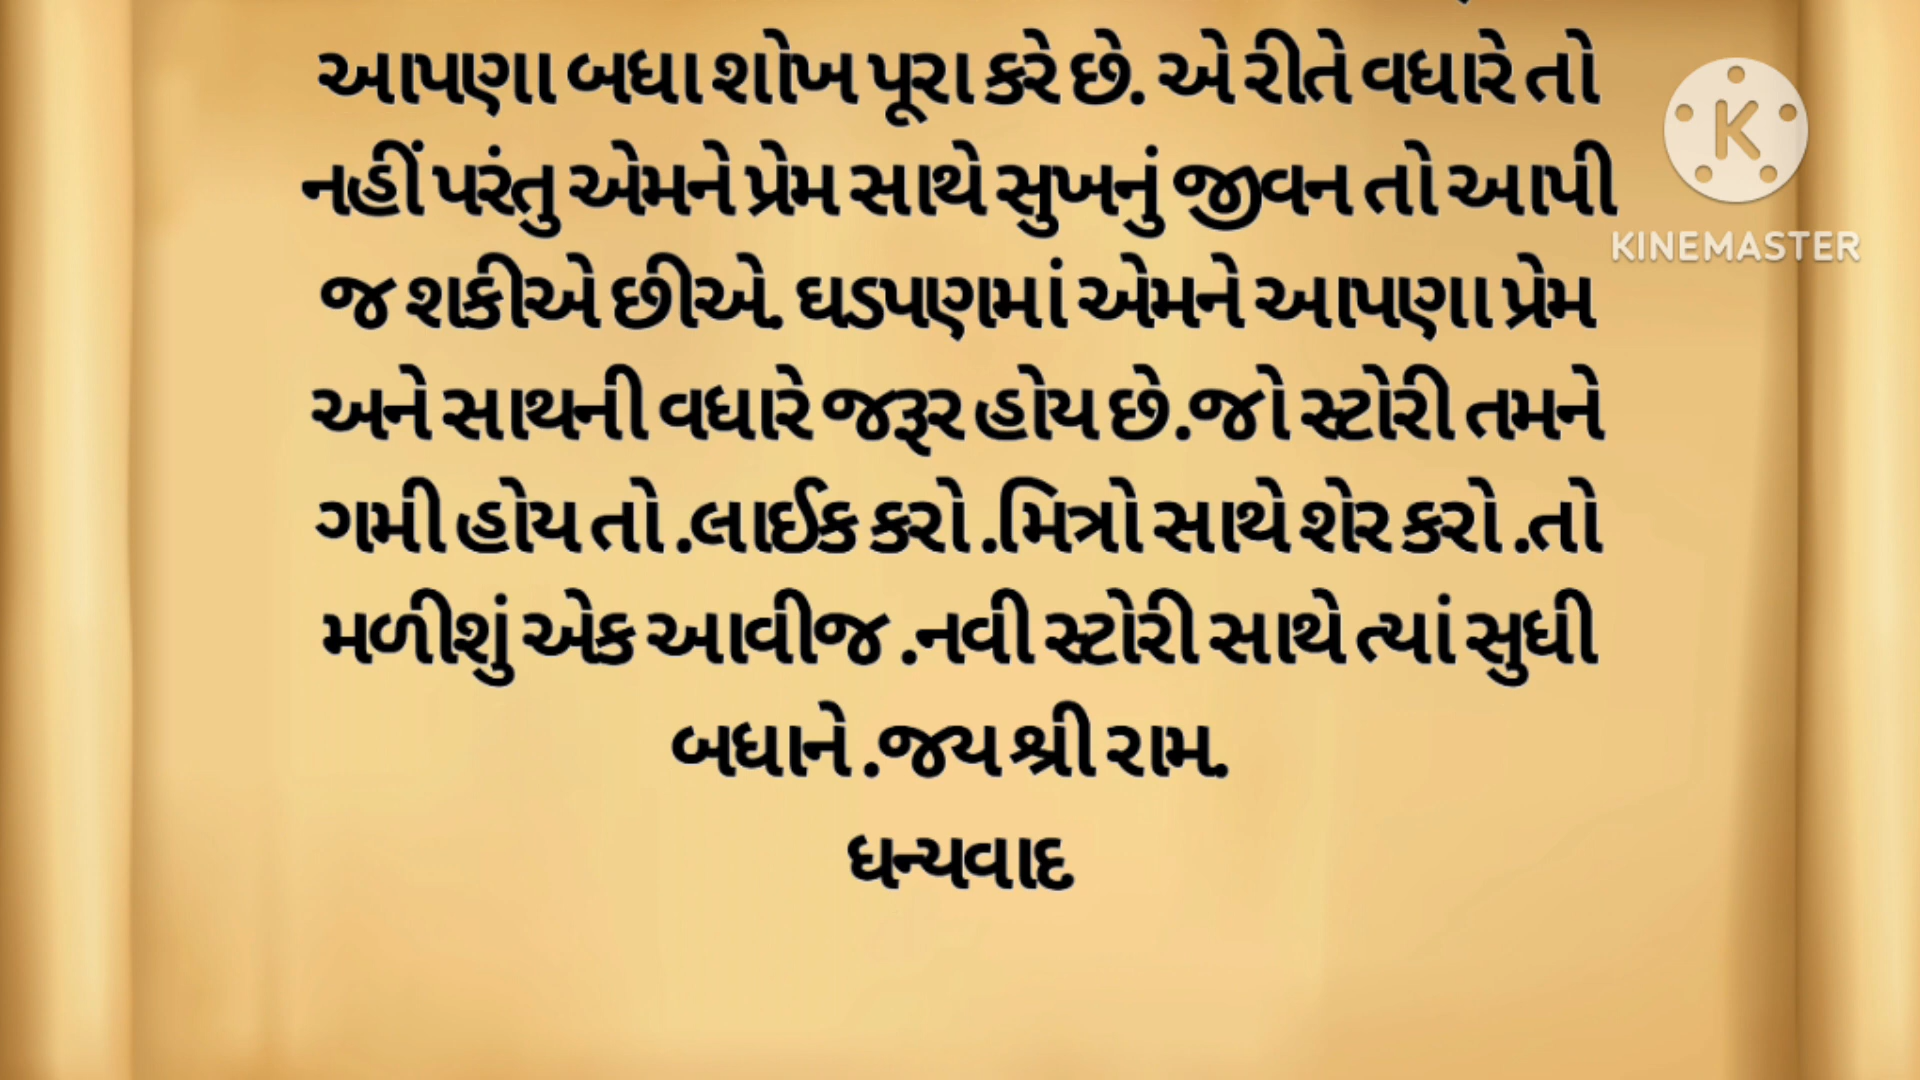 આપણા બધા શોખ પૂરા કરે છે. એ રીતે વધારે તો
નહીં પરંતુ એમને પ્રેમ સાથે સુખનું જીવન તો આપી
જ શકીએ છીએ. ઘડપણમાં એમને આપણા પ્રેમ
અને સાથની વધારે જરૂર હોય છે.જો સ્ટોરી તમને
ગમી હોય તો .લાઈક કરો .મિત્રો સાથે શેર કરો .તો
મળીશું એક આવીજ .નવી સ્ટોરી સાથે ત્યાં સુધી
બધાને .જય શ્રી રામ.
ધન્યવાદ
K
KINEMASTER